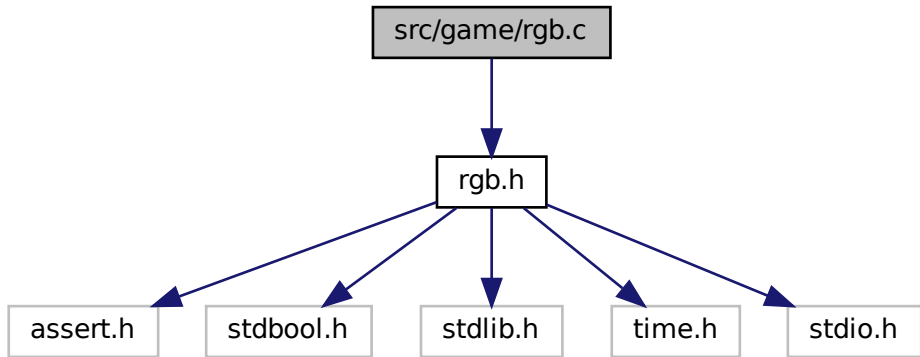 src/game/rgb.c
rgb.h
assert.h
stdbool.h
stdlib.h
time.h
stdio.h